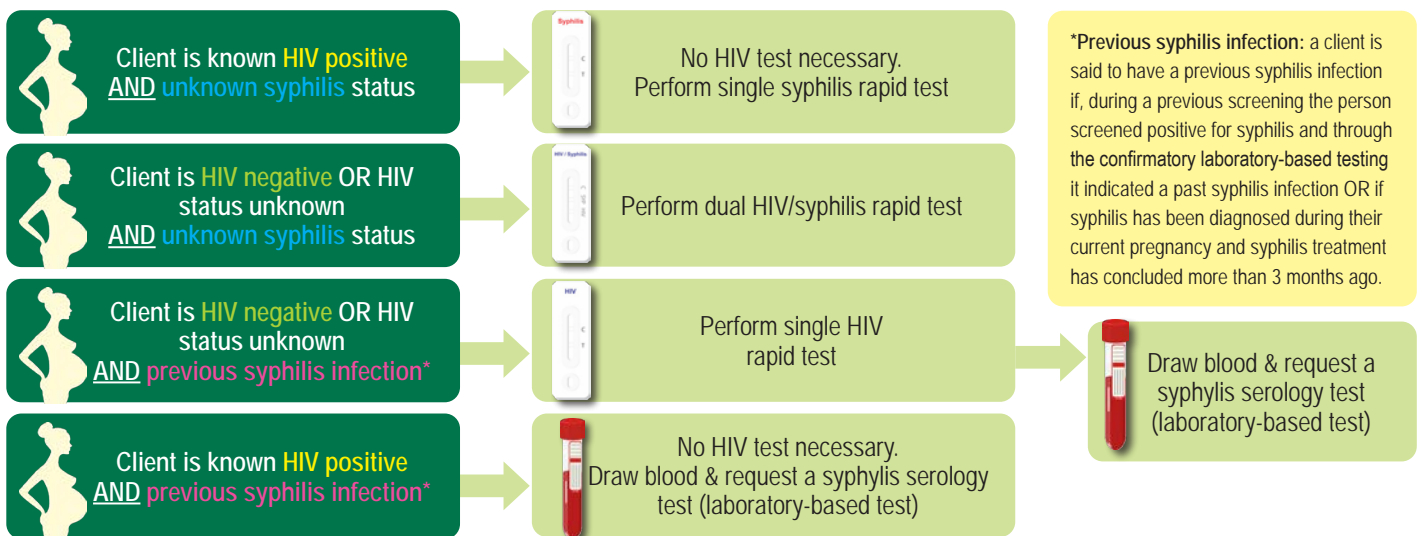 Client is known HIV positive
AND unknown syphilis status
Syphilis
C
T
No HIV test necessary.
Perform single syphilis rapid test
Client is HIV negative OR HIV
status unknown
AND unknown syphilis status
HIV / Syphilis
Perform dual HIV/syphilis rapid test
Client is HIV negative OR HIV
status unknown
AND previous syphilis infection*
HIV
C
T
Perform single HIV
rapid test
Client is known HIV positive
AND previous syphilis infection*
No HIV test necessary.
Draw blood & request a syphylis serology
test (laboratory-based test)
*Previous syphilis infection: a client is
said to have a previous syphilis infection
if, during a previous screening the person
screened positive for syphilis and through
the confirmatory laboratory-based testing
it indicated a past syphilis infection OR if
syphilis has been diagnosed during their
current pregnancy and syphilis treatment
has concluded more than 3 months ago.
Draw blood & request a
syphylis serology test
(laboratory-based test)